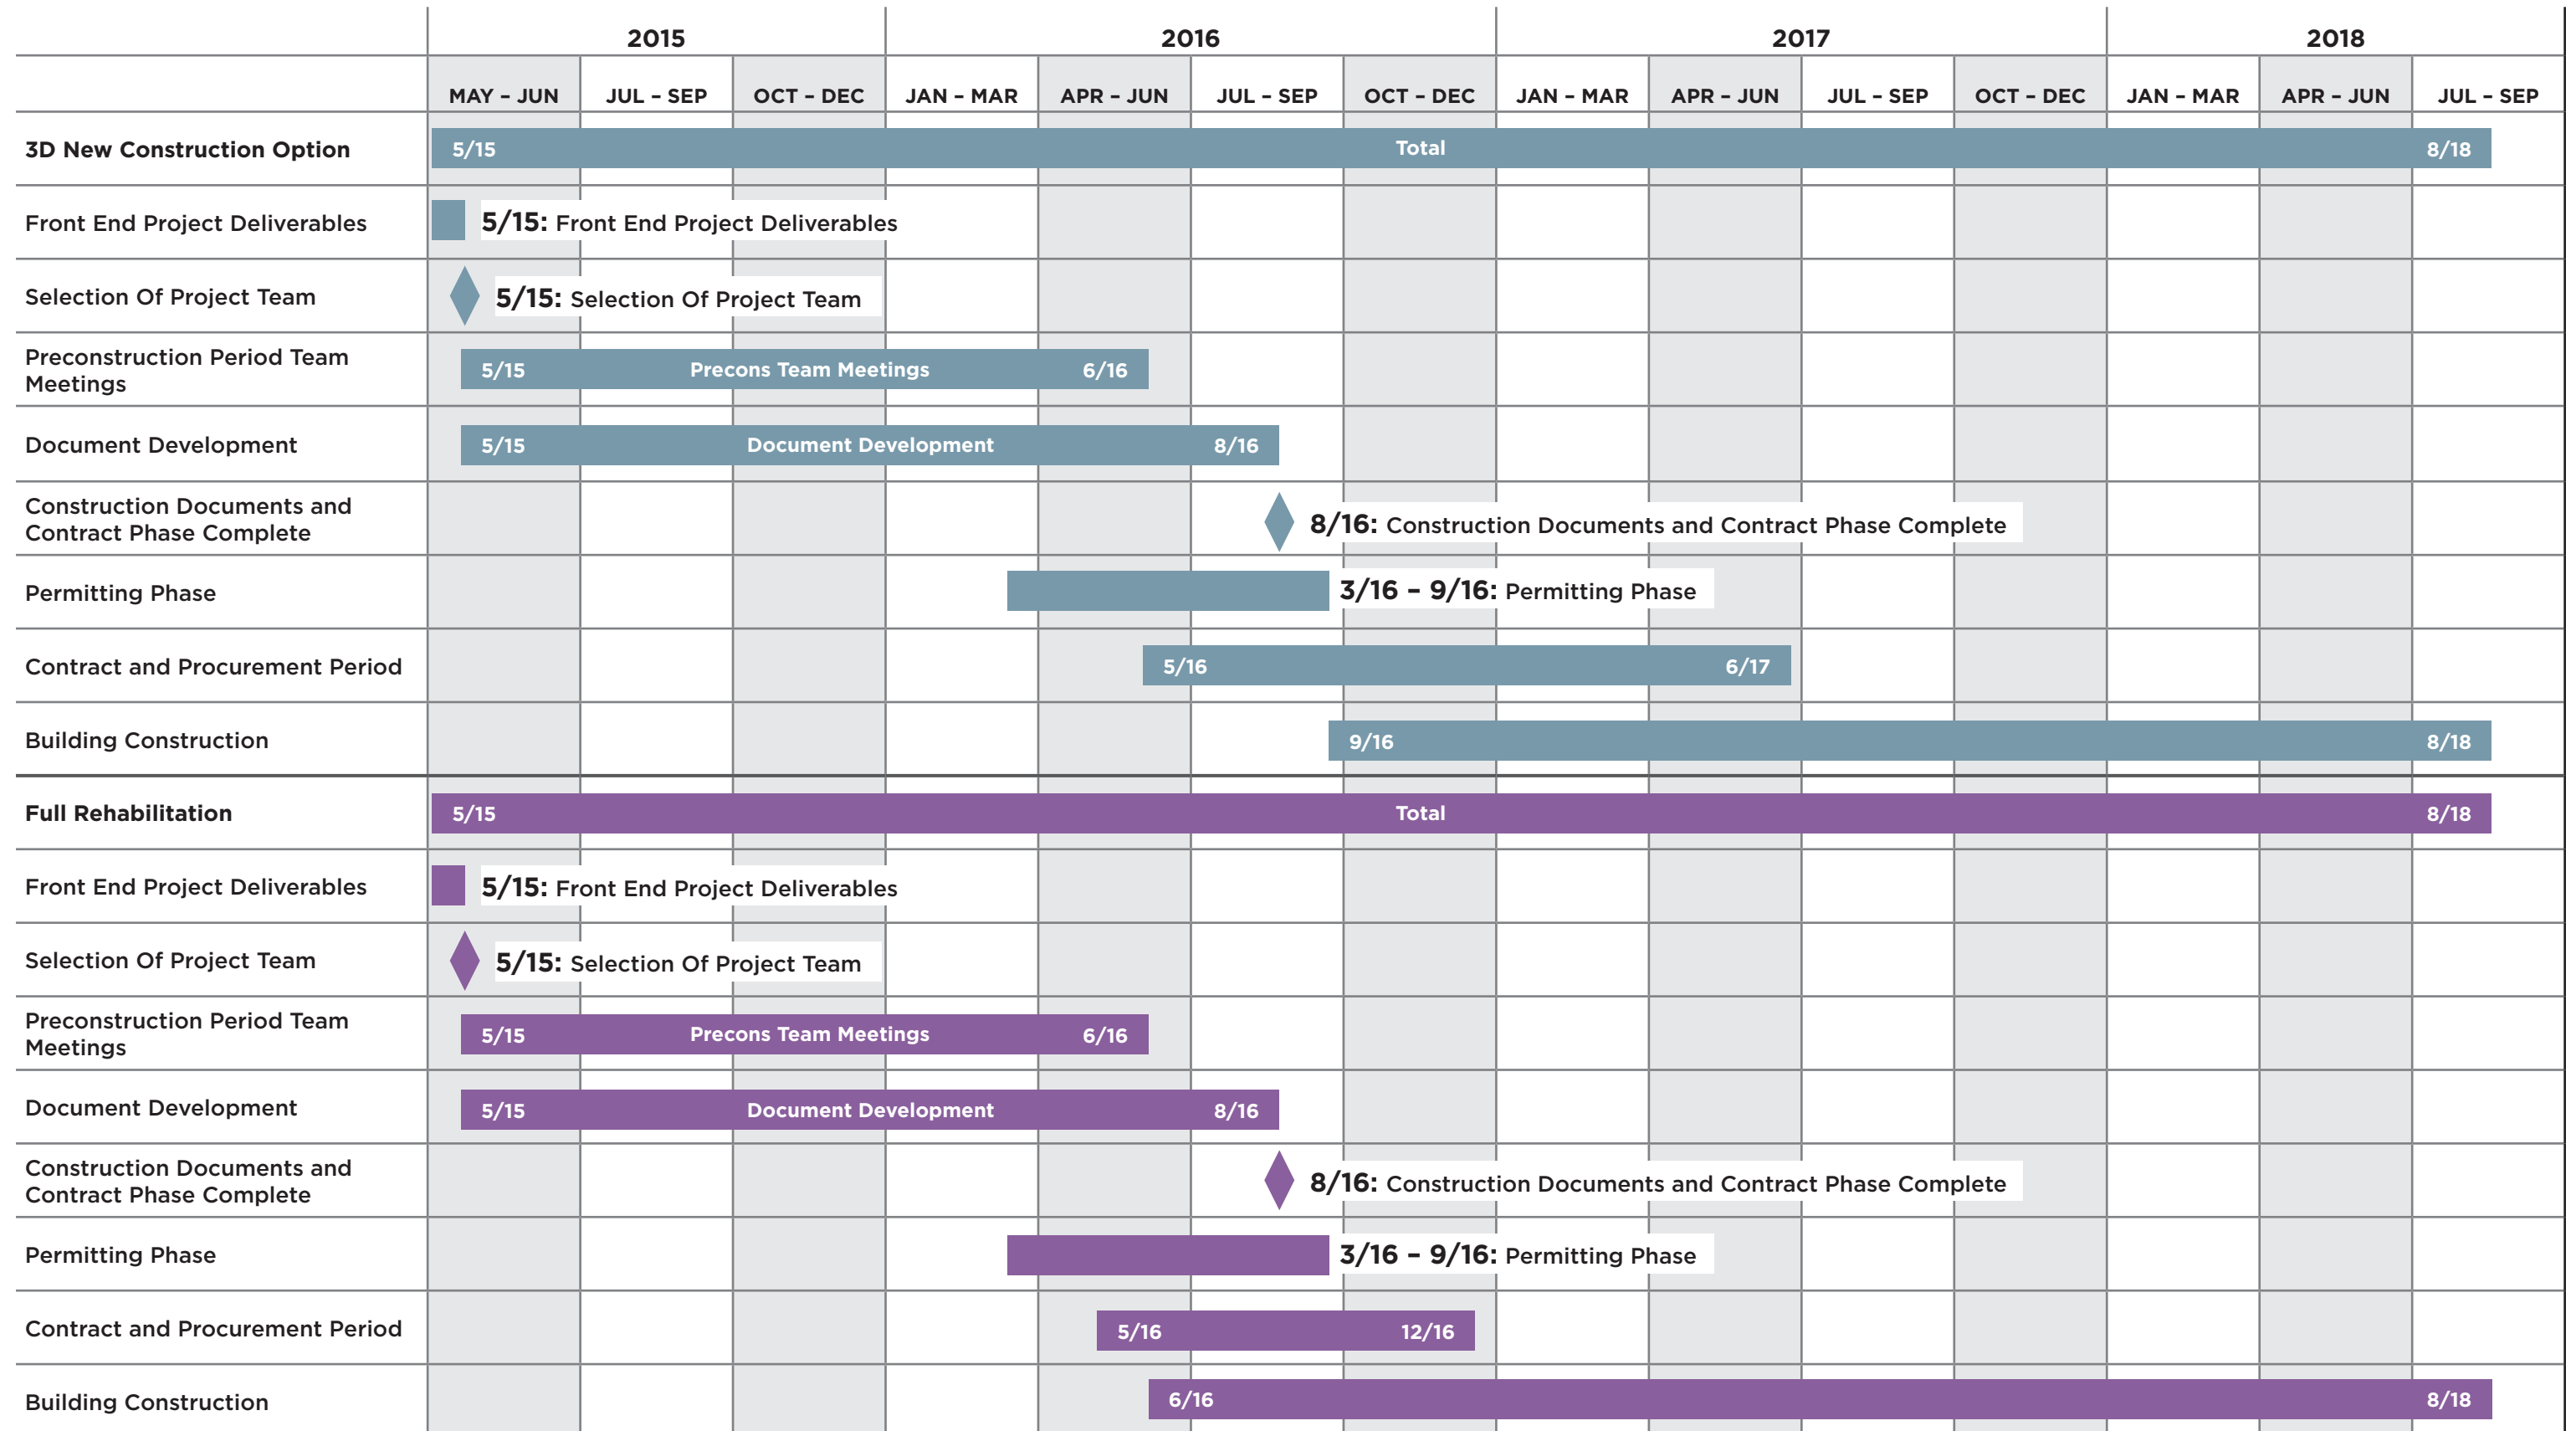 2015 2016 2017 2018
MAY – JUN JUL – SEP OCT – DEC JAN – MAR APR – JUN JUL – SEP OCT – DEC JAN – MAR APR – JUN JUL – SEP OCT – DEC JAN – MAR APR – JUN JUL – SEP
3D New Construction Option 5/15 Total 8/18
Front End Project Deliverables 5/15: Front End Project Deliverables
Selection Of Project Team 5/15: Selection Of Project Team
Preconstruction Period Team
Meetings
5/15 Precons Team Meetings 6/16
Document Development 5/15 Document Development 8/16
Construction Documents and
Contract Phase Complete
8/16: Construction Documents and Contract Phase Complete
Permitting Phase 3/16 – 9/16: Permitting Phase
Contract and Procurement Period 5/16 6/17
Building Construction 9/16 8/18
Full Rehabilitation 5/15 Total 8/18
Front End Project Deliverables 5/15: Front End Project Deliverables
Selection Of Project Team 5/15: Selection Of Project Team
Preconstruction Period Team
Meetings
5/15 Precons Team Meetings 6/16
Document Development 5/15 Document Development 8/16
Construction Documents and
Contract Phase Complete
8/16: Construction Documents and Contract Phase Complete
Permitting Phase 3/16 – 9/16: Permitting Phase
Contract and Procurement Period 5/16 12/16
Building Construction 6/16 8/18